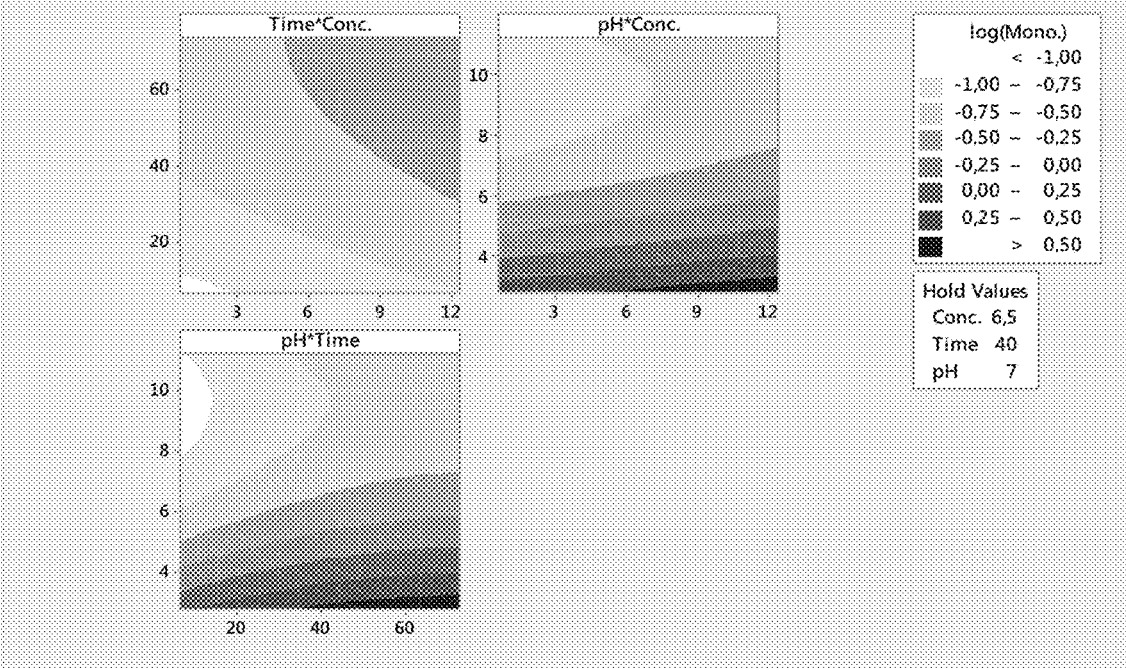 Time*Conc.
60
40
20
3 6 9 12
pH*Conc.
10
8
6
4
3 6 9 12
pH*Time
10
8
6
4
20 40 60
log(Mono.)
< -1,00
-1,00 – -0,75
-0,75 – -0,50
-0,50 – -0,25
-0,25 – 0,00
0,00 – 0,25
0,25 – 0,50
> 0,50
Hold Values
Conc. 6,5
Time 40
pH 7